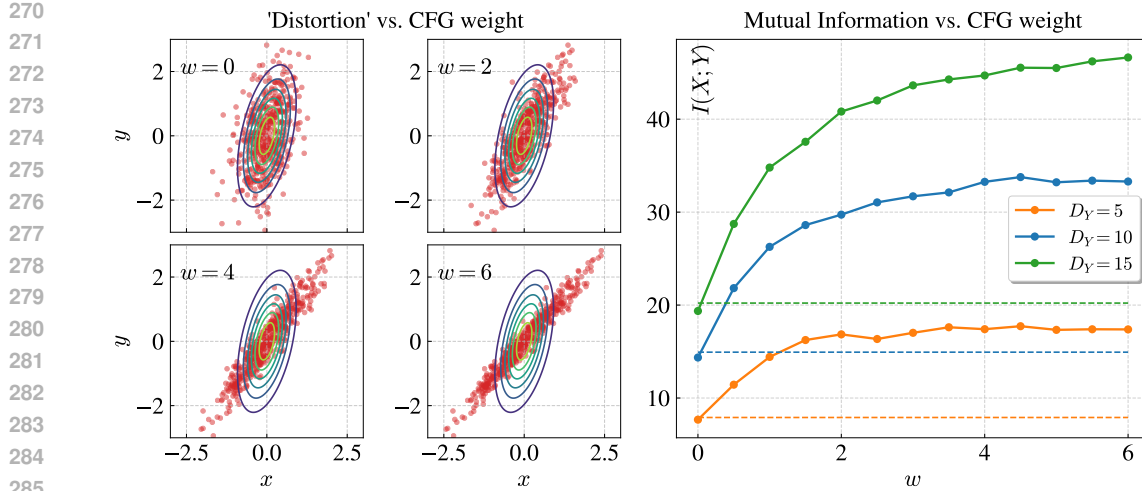 270
271
272
273
274
275
276
277
278
279
280
281
282
283
284
285
'Distortion' vs. CFG weight
w = 0
w = 2
w = 4
w = 6
y
2
0
−2
y
2
0
−2
−2.5 0.0 2.5
−2.5 0.0 2.5
x
x
Mutual Information vs. CFG weight
I(X; Y)
40
30
20
10
D_Y = 5
D_Y = 10
D_Y = 15
0 2 4 6
w